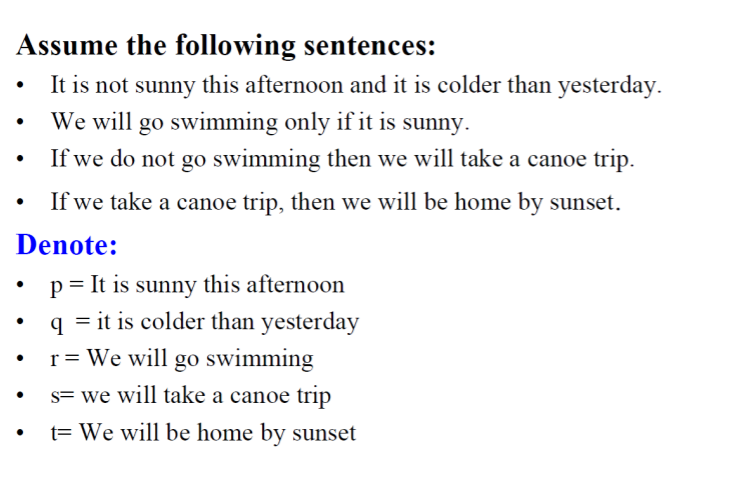 Assume the following sentences:
• It is not sunny this afternoon and it is colder than yesterday.
• We will go swimming only if it is sunny.
• If we do not go swimming then we will take a canoe trip.
• If we take a canoe trip, then we will be home by sunset.
Denote:
• p = It is sunny this afternoon
• q = it is colder than yesterday
• r = We will go swimming
• s= we will take a canoe trip
• t= We will be home by sunset